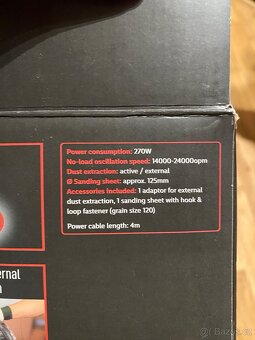 Power consumption: 270W
No-load oscillation speed: 14000-24000opm
Dust extraction: active / external
Ø Sanding sheet: approx. 125mm
Accessories included: 1 adaptor for external
dust extraction, 1 sanding sheet with hook &
loop fastener (grain size 120)
Power cable length: 4m
ernal
n